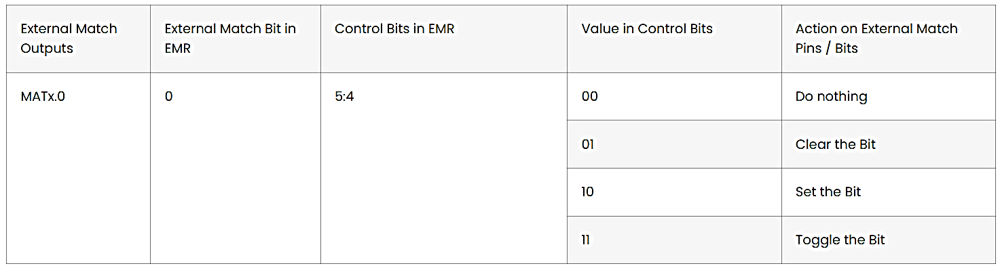 External Match Outputs
External Match Bit in EMR
Control Bits in EMR
Value in Control Bits
Action on External Match Pins / Bits
MATx.0
0
5:4
00
Do nothing
01
Clear the Bit
10
Set the Bit
11
Toggle the Bit